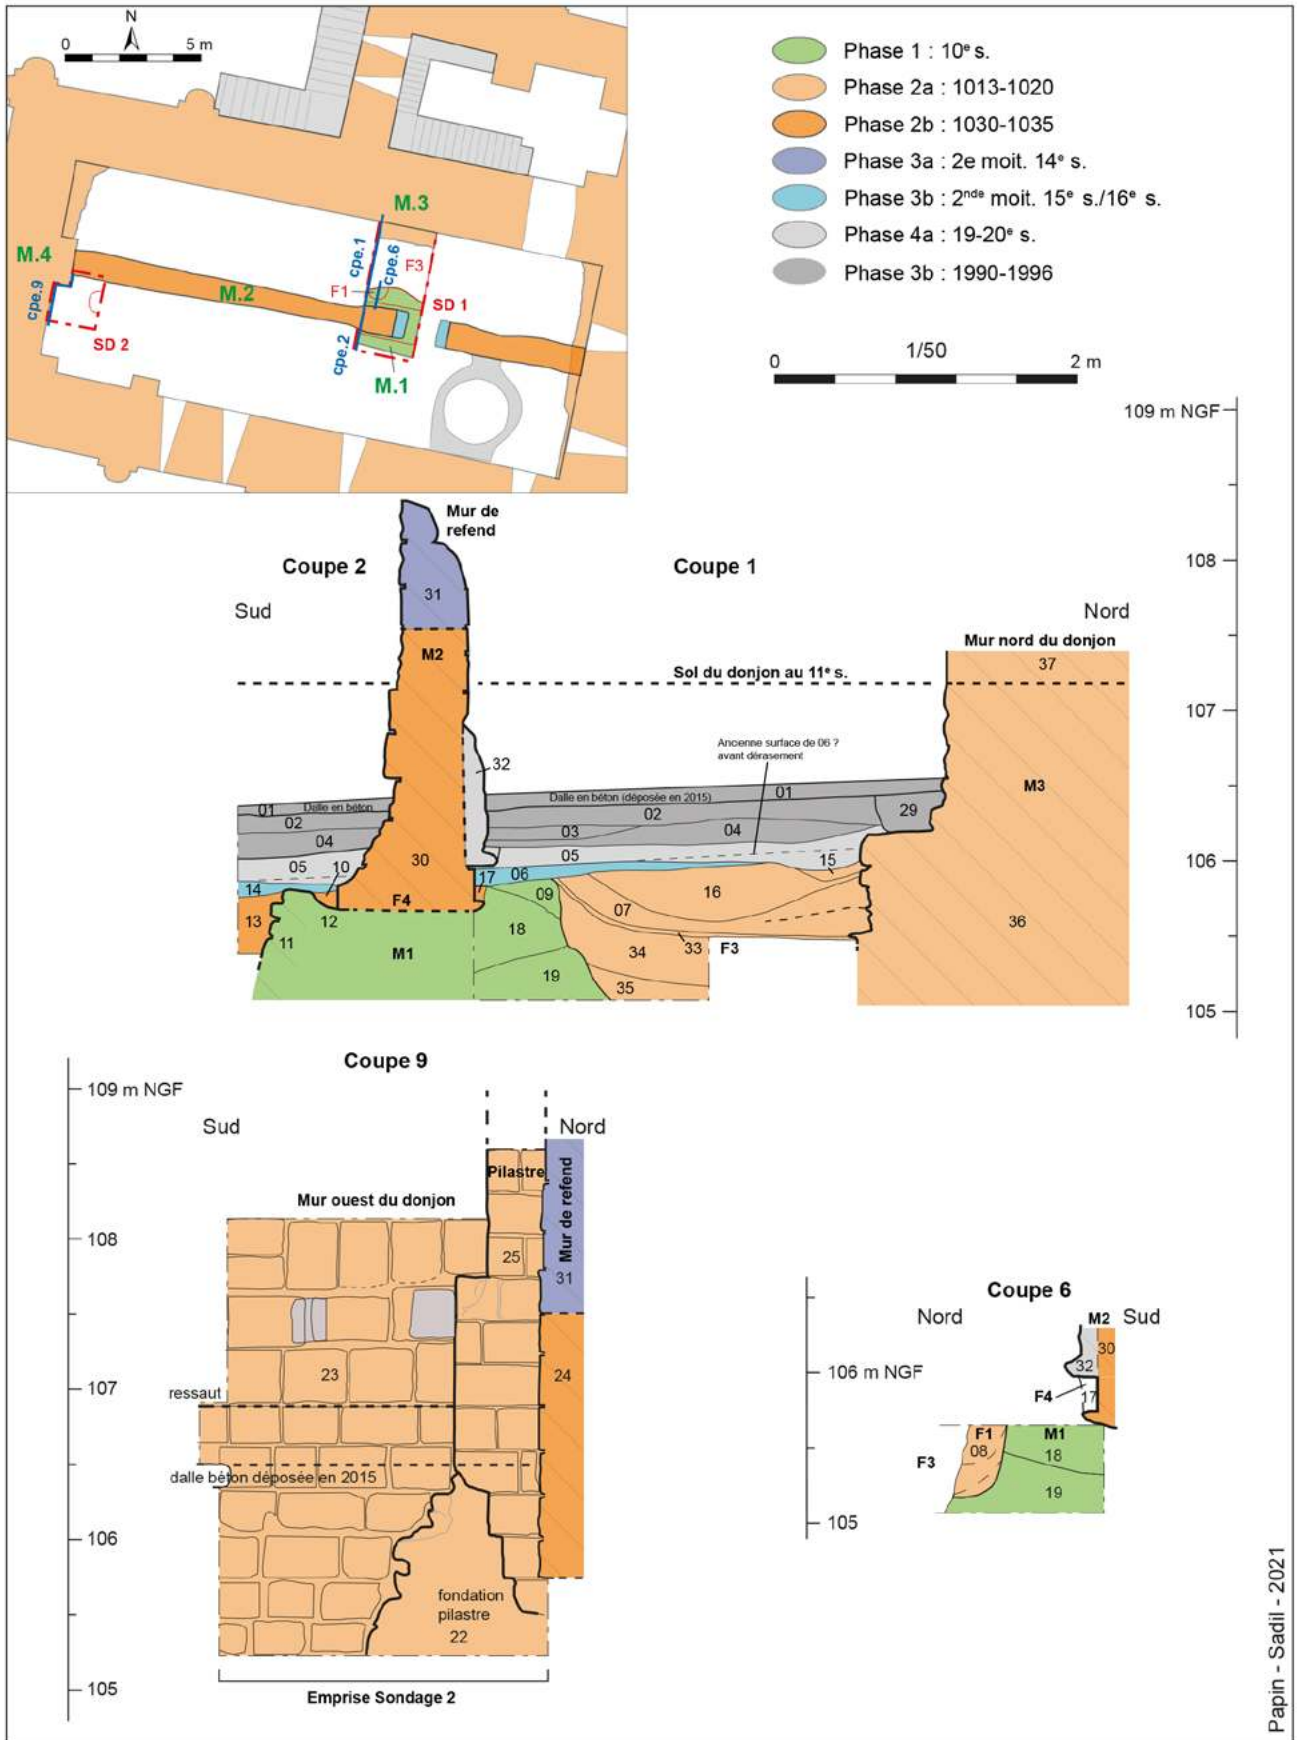 N
0 5 m
M.3
M.4
cpe.1
cpe.6
F3
F1
M.2
cpe.9
SD 1
SD 2
cpe.2
M.1
Phase 1 : 10e s.
Phase 2a : 1013-1020
Phase 2b : 1030-1035
Phase 3a : 2e moit. 14e s.
Phase 3b : 2nde moit. 15e s./16e s.
Phase 4a : 19-20e s.
Phase 3b : 1990-1996
1/50
0 2 m
109 m NGF
108
107
106
105
Mur de
refend
Coupe 2
Coupe 1
Sud
Nord
31
M2
Mur nord du donjon
37
Sol du donjon au 11e s.
Ancienne surface de 06 ?
avant dérasement
32
M3
01 Dalle en béton
Dalle en béton (déposée en 2015) 01
02
02
29
03
04
04
05
10
30
05
15
14
17
06
09
16
13
12
F4
07
11
M1
18
34
33
F3
36
19
35
Coupe 9
109 m NGF
Sud
Nord
Pilastre
Mur de refend
Mur ouest du donjon
108
25
31
107
23
24
ressaut
dalle béton déposée en 2015
106
fondation
pilastre
22
105
Emprise Sondage 2
Coupe 6
Nord
M2
Sud
106 m NGF
30
32
F4
17
F1
M1
08
18
F3
19
105
Papin - Sadil - 2021